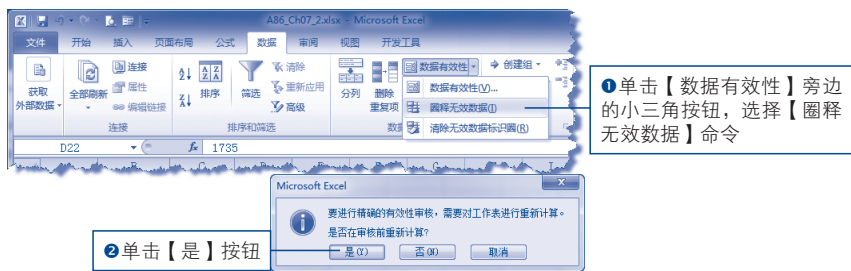 A86_Ch07_2.xlsx - Microsoft Excel
文件 开始 插入 页面布局 公式 数据 审阅 视图 开发工具
获取
外部数据
全部刷新
连接
属性
编辑链接
连接
排序
筛选
清除
重新应用
高级
排序和筛选
分列
删除
重复项
数据有效性
创建组
数据有效性(V)...
圈释无效数据(I)
清除无效数据标识圈(R)
D22 fx 1735
❶单击【数据有效性】旁边
的小三角按钮，选择【圈释
无效数据】命令
Microsoft Excel
要进行精确的有效性审核，需要对工作表进行重新计算。
是否在审核前重新计算?
是(Y) 否(N) 取消
❷单击【是】按钮